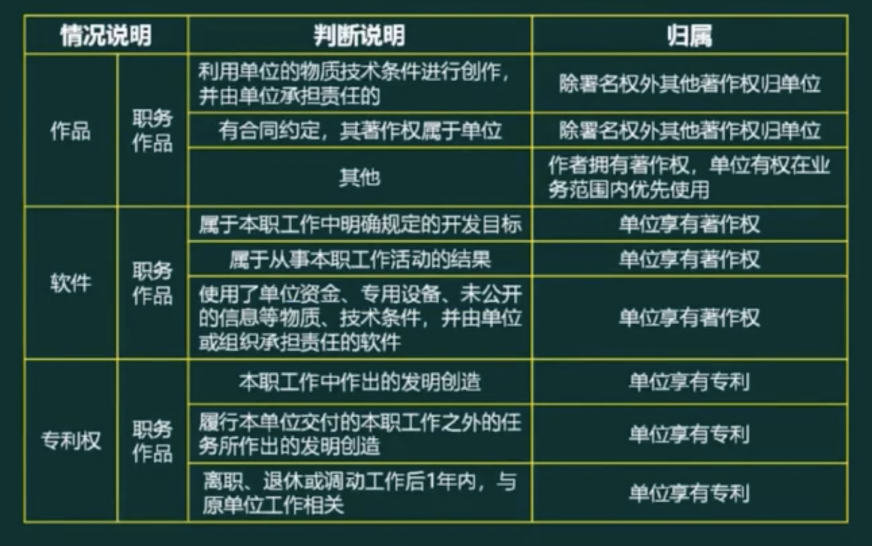 情况说明
判断说明
归属
作品
职务
作品
利用单位的物质技术条件进行创作，
并由单位承担责任的
除署名权外其他著作权归单位
有合同约定，其著作权属于单位
除署名权外其他著作权归单位
其他
作者拥有著作权，单位有权在业
务范围内优先使用
软件
职务
作品
属于本职工作中明确规定的开发目标
单位享有著作权
属于从事本职工作活动的结果
单位享有著作权
使用了单位资金、专用设备、未公开
的信息等物质、技术条件，并由单位
或组织承担责任的软件
单位享有著作权
专利权
职务
作品
本职工作中作出的发明创造
单位享有专利
履行本单位交付的本职工作之外的任
务所作出的发明创造
单位享有专利
离职、退休或调动工作后1年内，与
原单位工作相关
单位享有专利